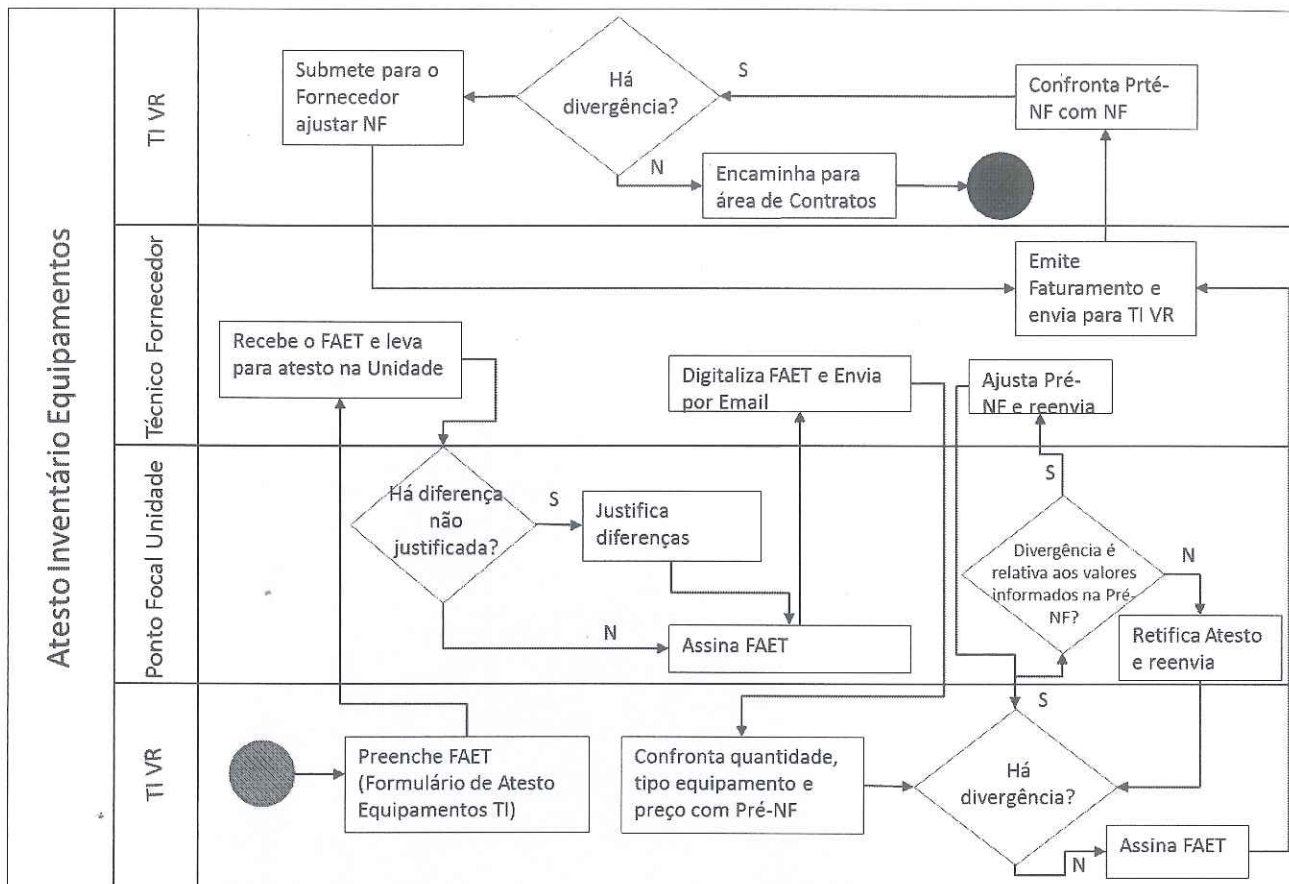 Atesto Inventário Equipamentos
TI VR
Submete para o
Fornecedor
ajustar NF
Há
divergência?
S
Confronta Prté-
NF com NF
N
Encaminha para
área de Contratos
Técnico Fornecedor
Emite
Faturamento e
envia para TI VR
Recebe o FAET e leva
para atesto na Unidade
Digitaliza FAET e Envia
por Email
Ajusta Pré-
NF e reenvia
Ponto Focal Unidade
Há diferença
não
justificada?
S
Justifica
diferenças
N
Assina FAET
S
Divergência é
relativa aos valores
informados na Pré-
NF?
N
Retifica Atesto
e reenvia
TI VR
Preenche FAET
(Formulário de Atesto
Equipamentos TI)
Confronta quantidade,
tipo equipamento e
preço com Pré-NF
S
Há
divergência?
N
Assina FAET